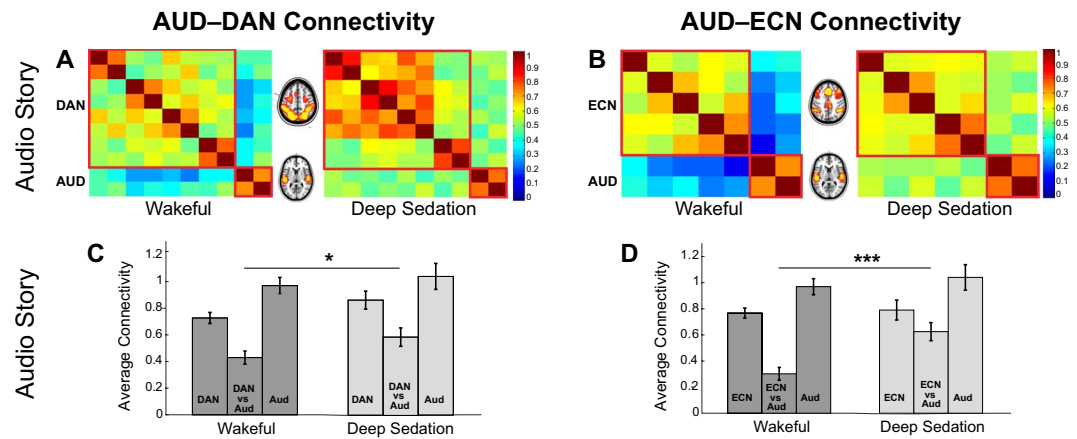 AUD–DAN Connectivity
AUD–ECN Connectivity
Audio Story
A
DAN
AUD
Wakeful
Deep Sedation
1
0.9
0.8
0.7
0.6
0.5
0.4
0.3
0.2
0.1
0
B
ECN
AUD
Wakeful
Deep Sedation
1
0.9
0.8
0.7
0.6
0.5
0.4
0.3
0.2
0.1
0
Audio Story
C
Average Connectivity
1.2
1
0.8
0.6
0.4
0.2
0
*
DAN
DAN
vs
Aud
Aud
DAN
DAN
vs
Aud
Aud
Wakeful
Deep Sedation
D
Average Connectivity
1.2
1
0.8
0.6
0.4
0.2
0
***
ECN
ECN
vs
Aud
Aud
ECN
ECN
vs
Aud
Aud
Wakeful
Deep Sedation